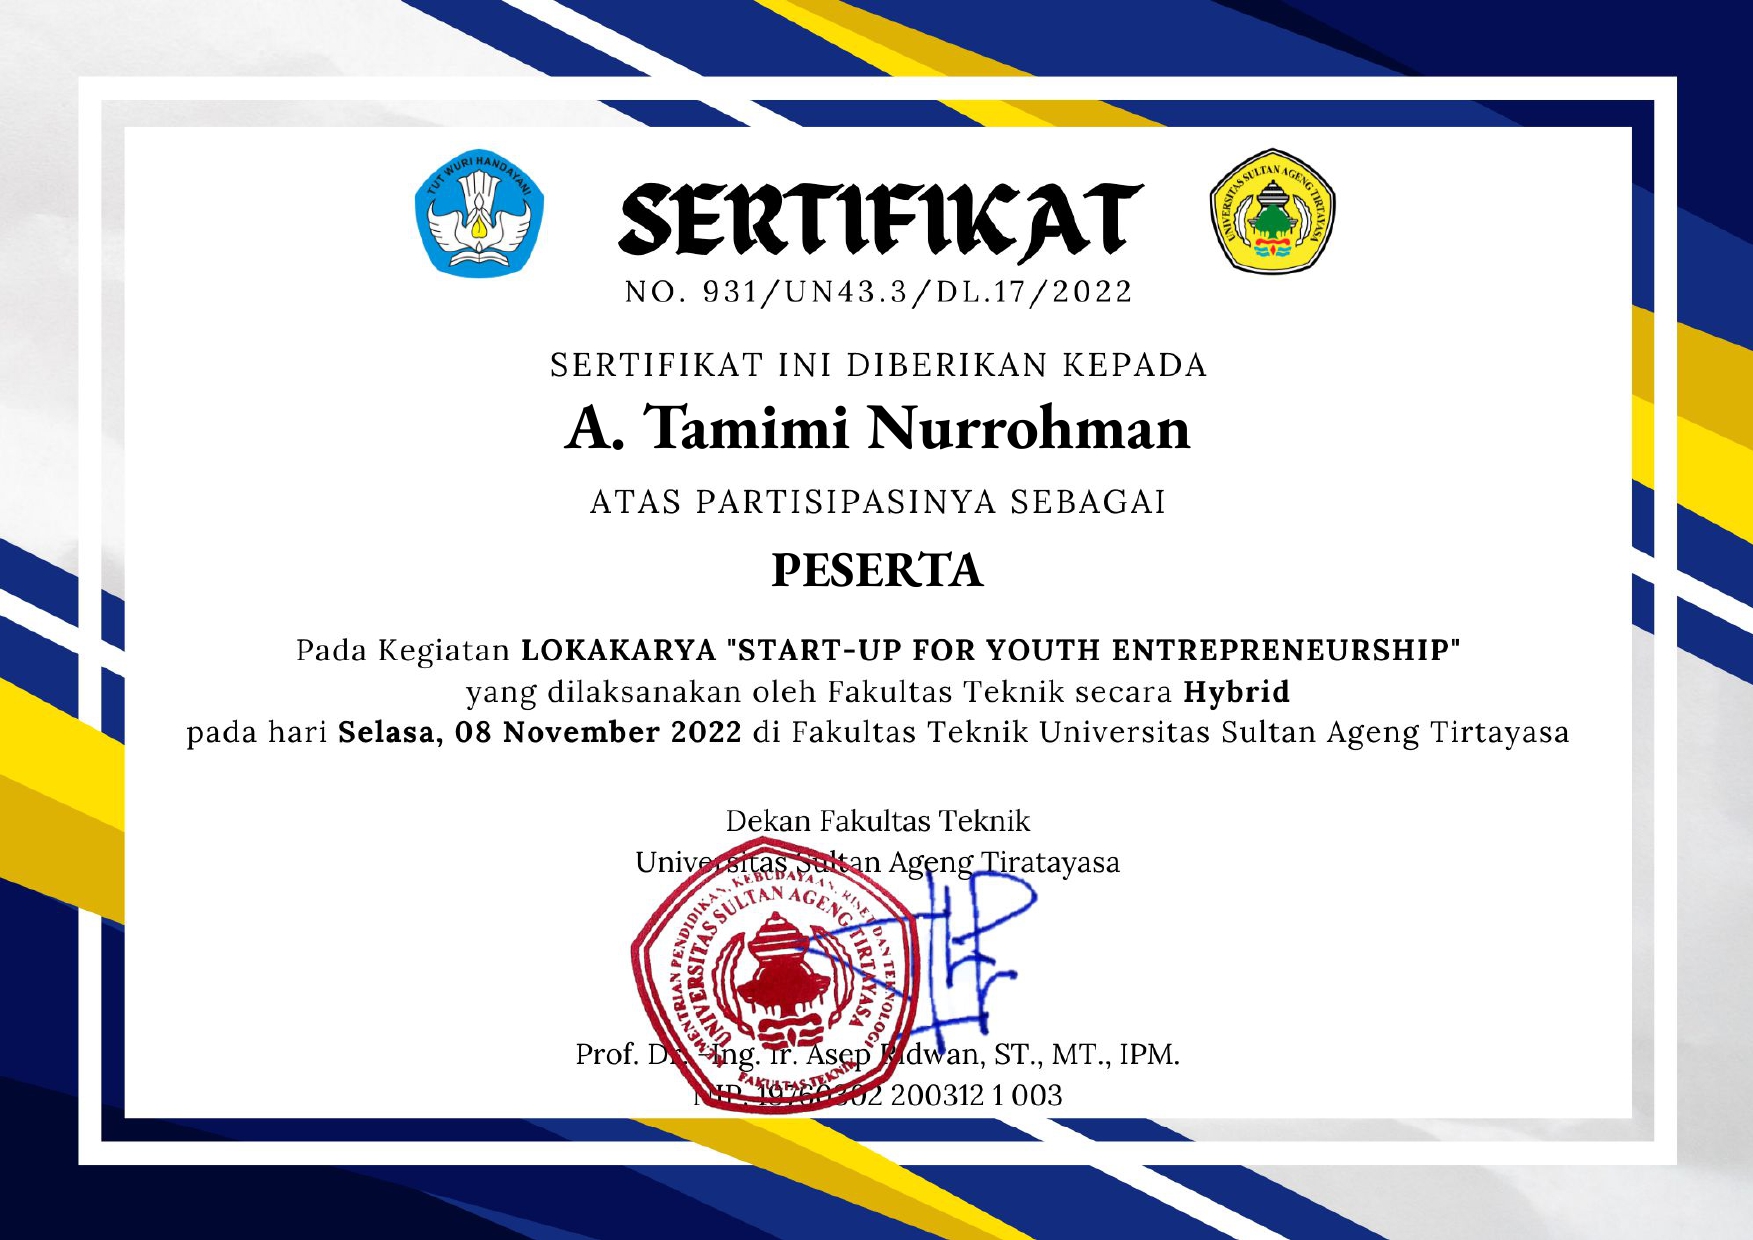 TUT WURI HANDAYANI
SERTIFIKAT
UNIVERSITAS SULTAN AGENG TIRTAYASA
NO. 931/UN43.3/DL.17/2022
SERTIFIKAT INI DIBERIKAN KEPADA
A. Tamimi Nurrohman
ATAS PARTISIPASINYA SEBAGAI
PESERTA
Pada Kegiatan LOKAKARYA "START-UP FOR YOUTH ENTREPRENEURSHIP"
yang dilaksanakan oleh Fakultas Teknik secara Hybrid
pada hari Selasa, 08 November 2022 di Fakultas Teknik Universitas Sultan Ageng Tirtayasa
Dekan Fakultas Teknik
Universitas Sultan Ageng Tiratayasa
KEMENTRIAN PENDIDIKAN, KEBUDAYAAN, RISET DAN TEKNOLOGI
UNIVERSITAS SULTAN AGENG TIRTAYASA
FAKULTAS TEKNIK
Prof. Dr. -Ing. Ir. Asep Ridwan, ST., MT., IPM.
NIP. 19760302 200312 1 003